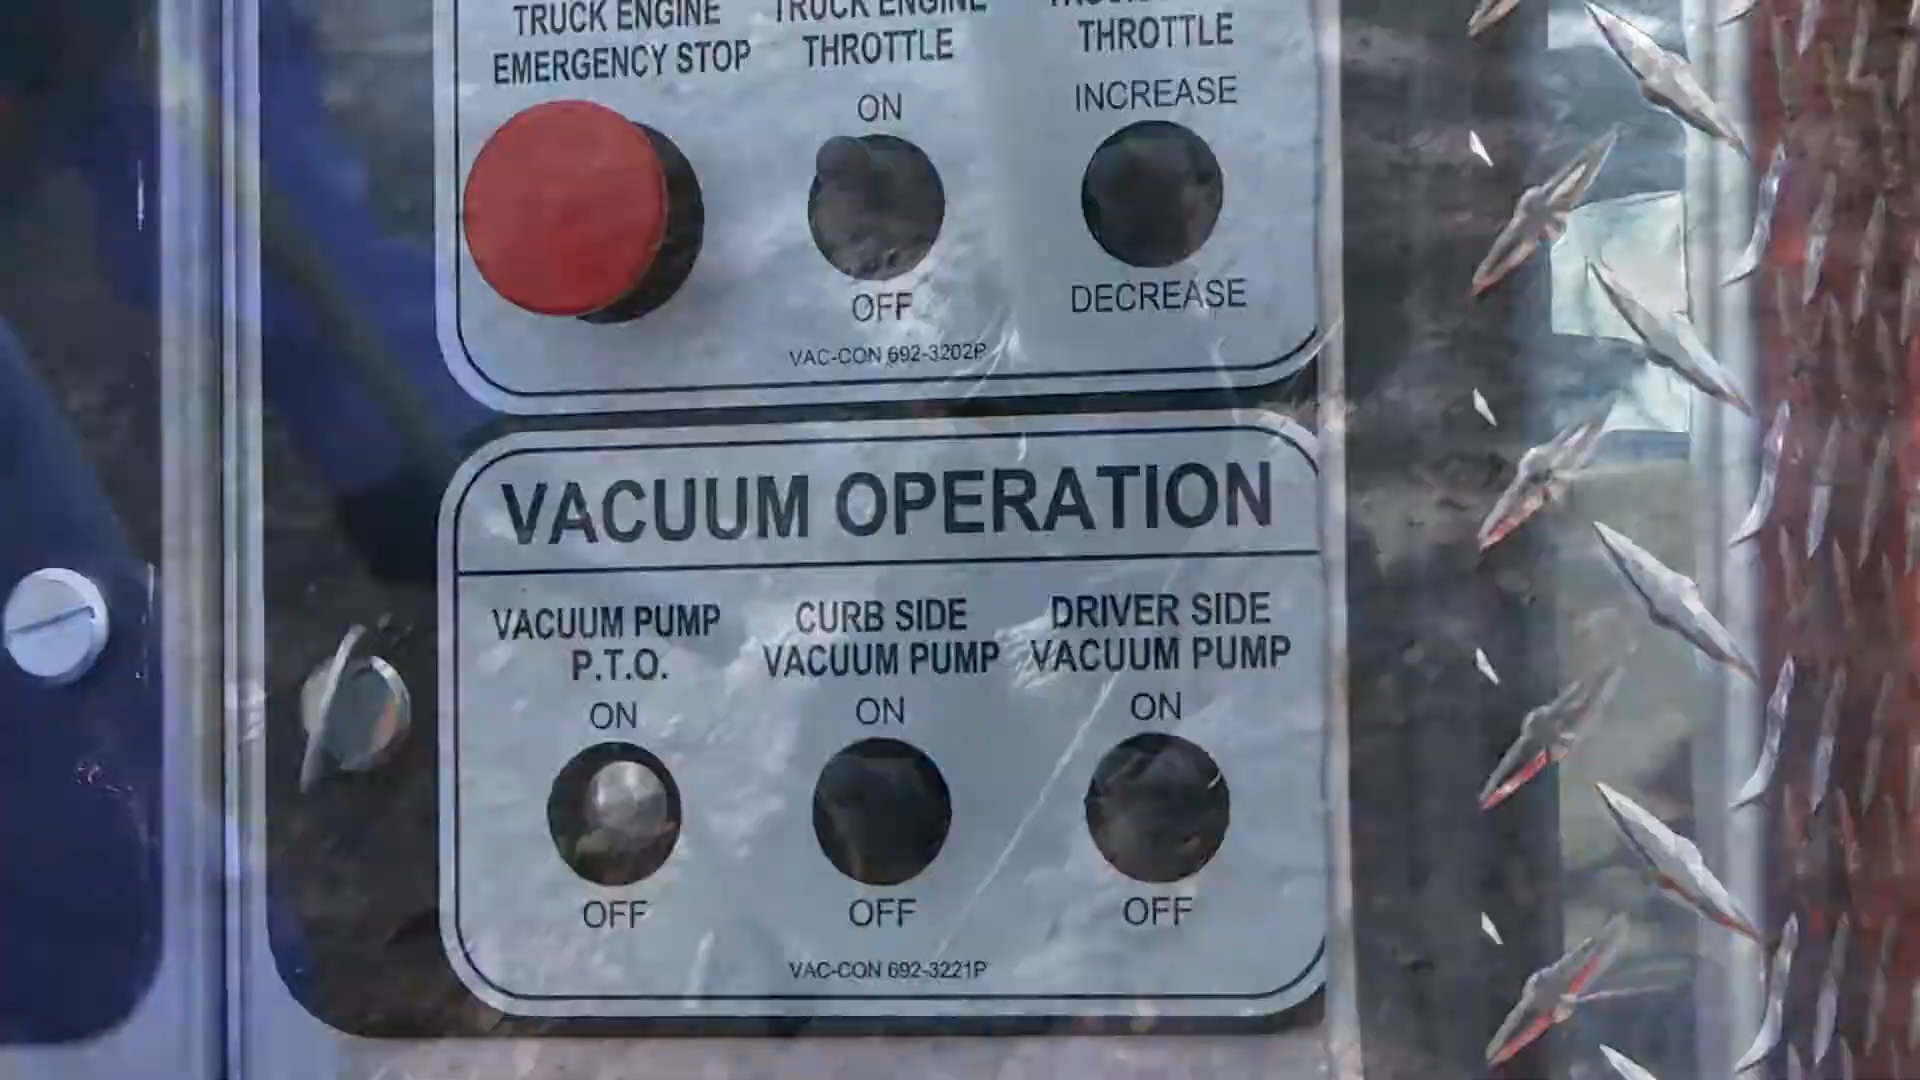 TRUCK ENGINE
EMERGENCY STOP
TRUCK ENGINE
THROTTLE
ON
OFF
THROTTLE
INCREASE
DECREASE
VAC-CON 692-3202P
VACUUM OPERATION
VACUUM PUMP
P.T.O.
ON
OFF
CURB SIDE
VACUUM PUMP
ON
OFF
DRIVER SIDE
VACUUM PUMP
ON
OFF
VAC-CON 692-3221P